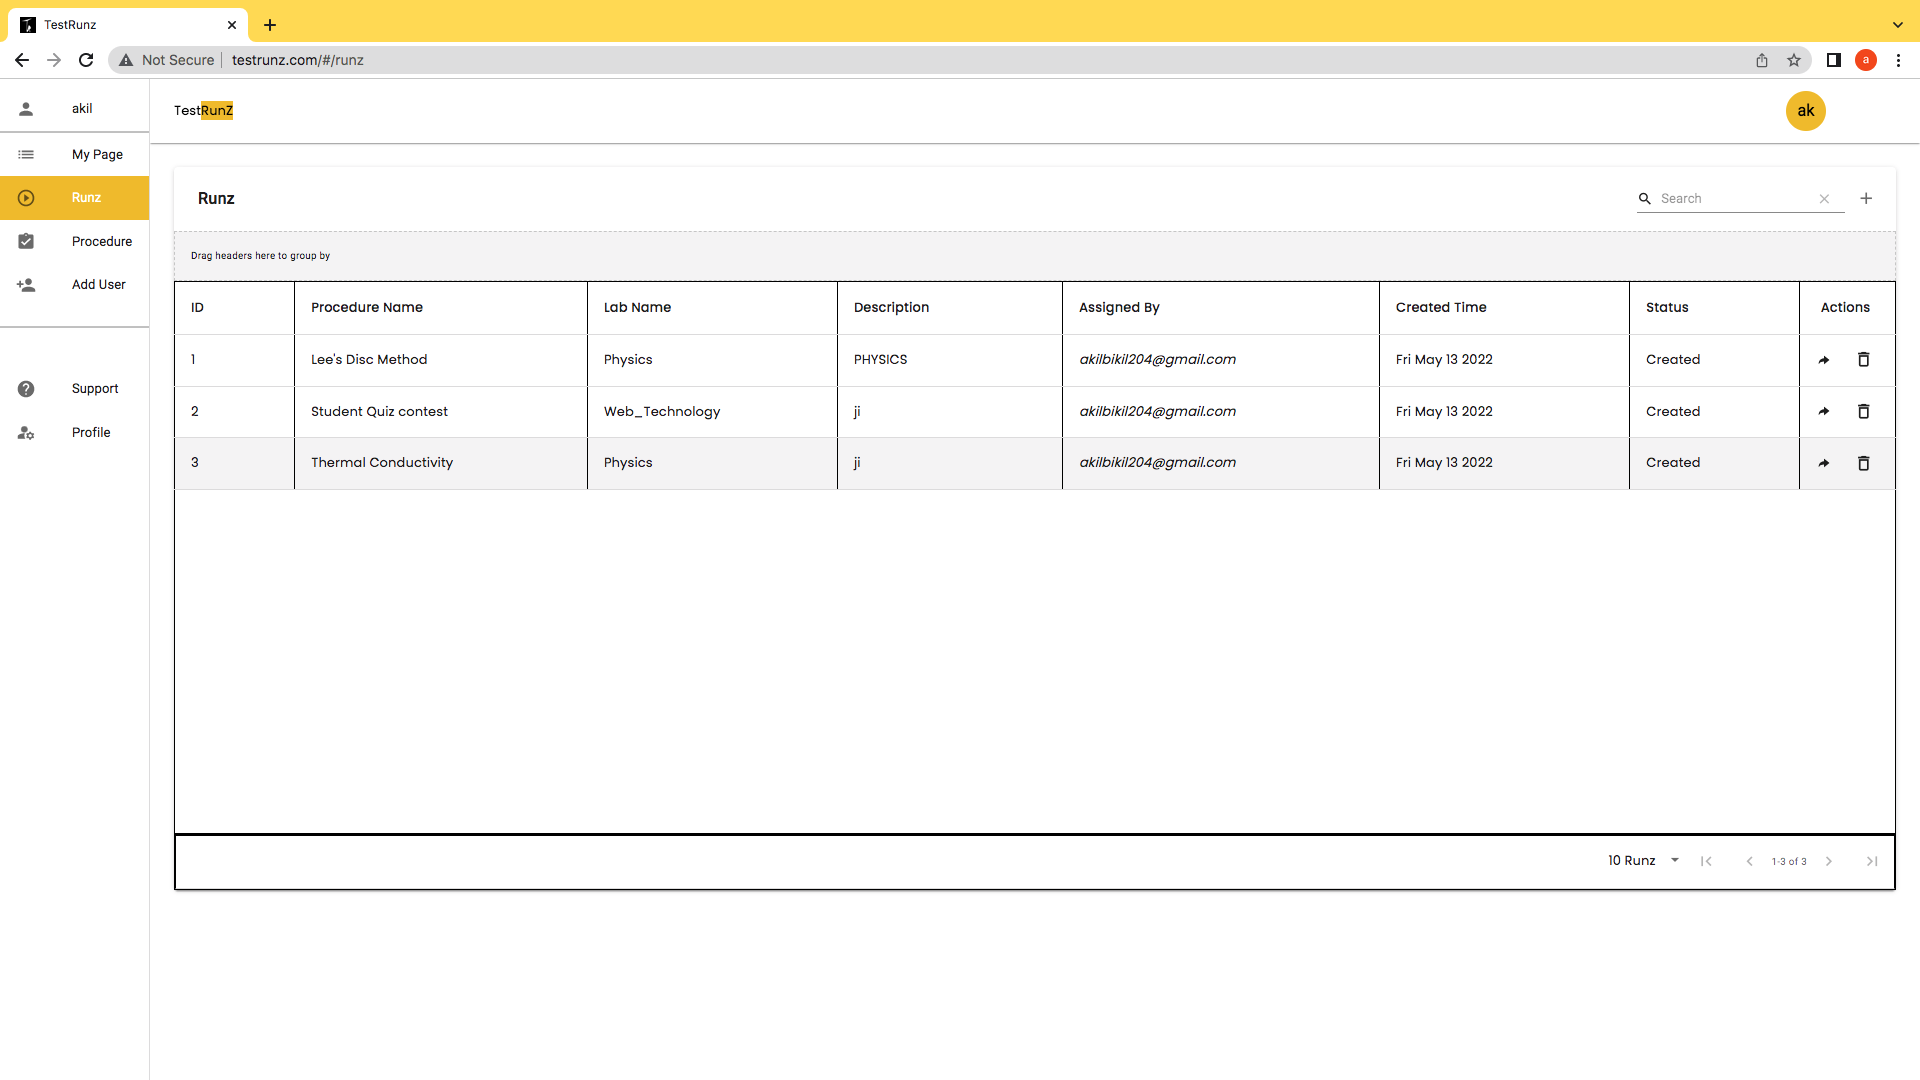 TestRunz
Not Secure testrunz.com/#/runz a
akil
My Page
Runz
Procedure
Add User
Support
Profile
TestRunZ
ak
Runz
Search
Drag headers here to group by
ID Procedure Name Lab Name Description Assigned By Created Time Status Actions
1 Lee's Disc Method Physics PHYSICS akilbikil204@gmail.com Fri May 13 2022 Created
2 Student Quiz contest Web_Technology ji akilbikil204@gmail.com Fri May 13 2022 Created
3 Thermal Conductivity Physics ji akilbikil204@gmail.com Fri May 13 2022 Created
10 Runz 1-3 of 3